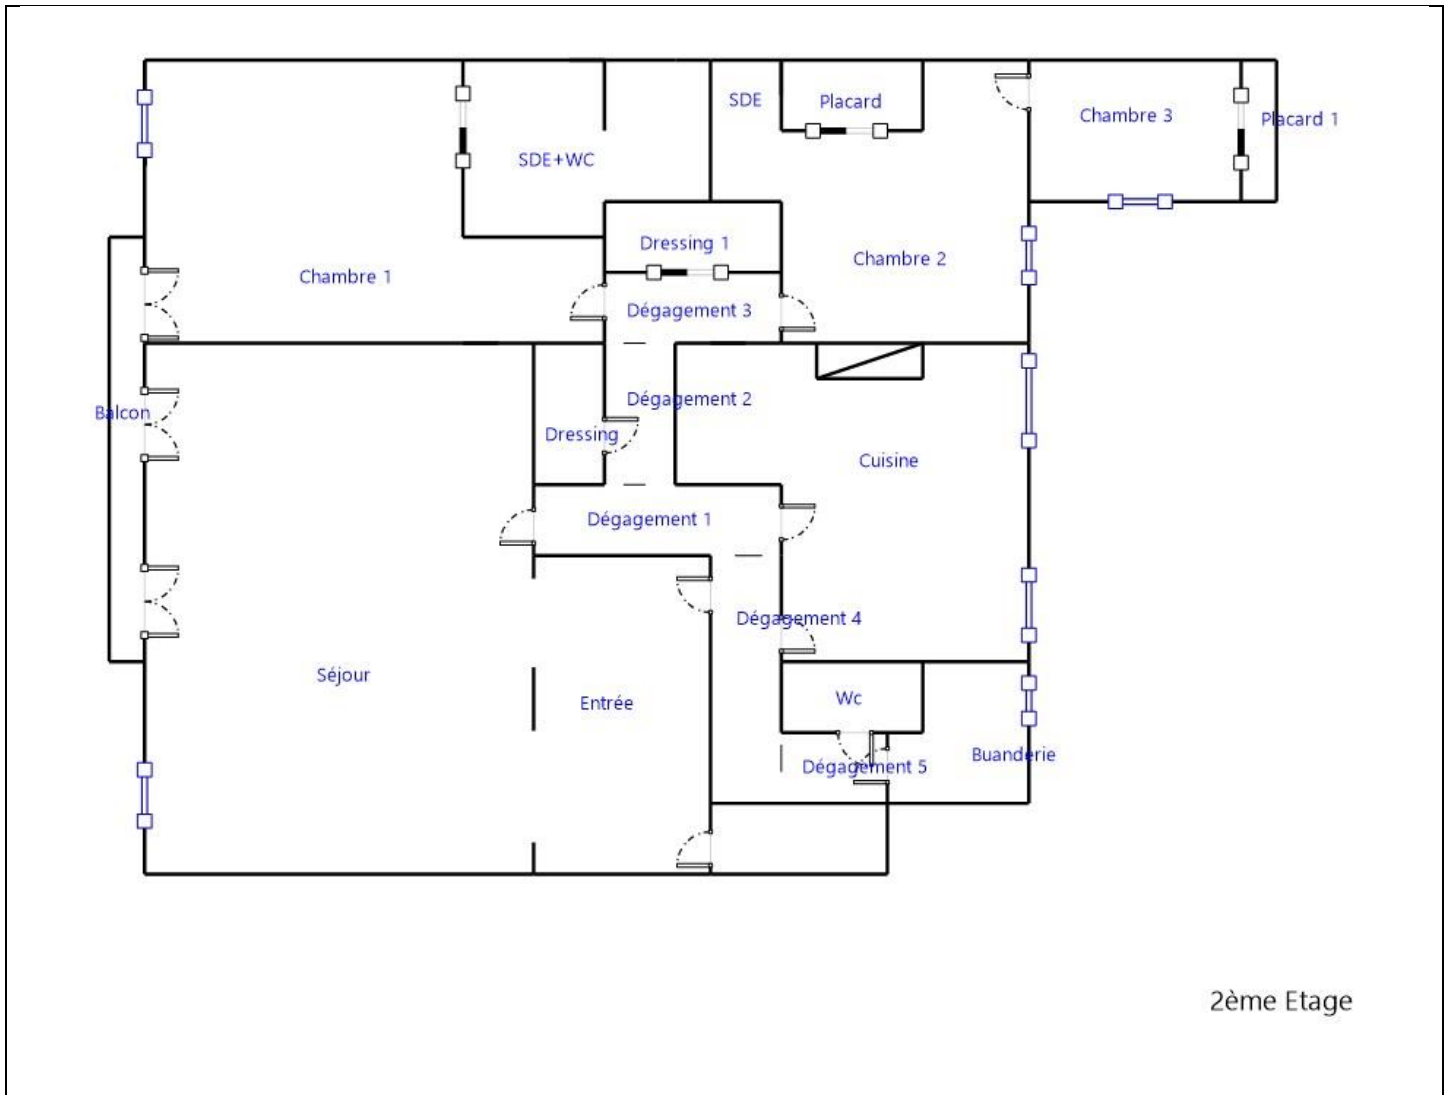 SDE
Placard
Chambre 3
Placard 1
SDE+WC
Dressing 1
Chambre 2
Chambre 1
Dégagement 3
Dégagement 2
Balcon
Dressing
Cuisine
Dégagement 1
Dégagement 4
Séjour
Wc
Entrée
Buanderie
Dégagement 5
2ème Etage